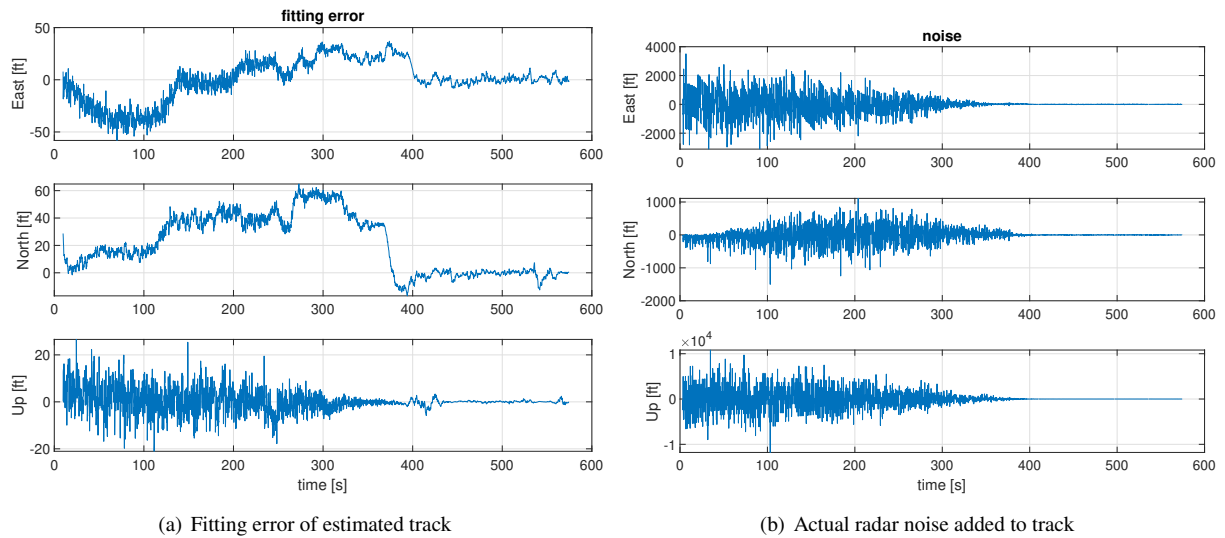 fitting error
50
0
-50
East [ft]
0 100 200 300 400 500 600
60
40
20
0
North [ft]
0 100 200 300 400 500 600
20
0
-20
Up [ft]
0 100 200 300 400 500 600
time [s]
(a) Fitting error of estimated track
noise
4000
2000
0
-2000
East [ft]
0 100 200 300 400 500 600
1000
0
-1000
-2000
North [ft]
0 100 200 300 400 500 600
×10⁴
1
0
-1
Up [ft]
0 100 200 300 400 500 600
time [s]
(b) Actual radar noise added to track